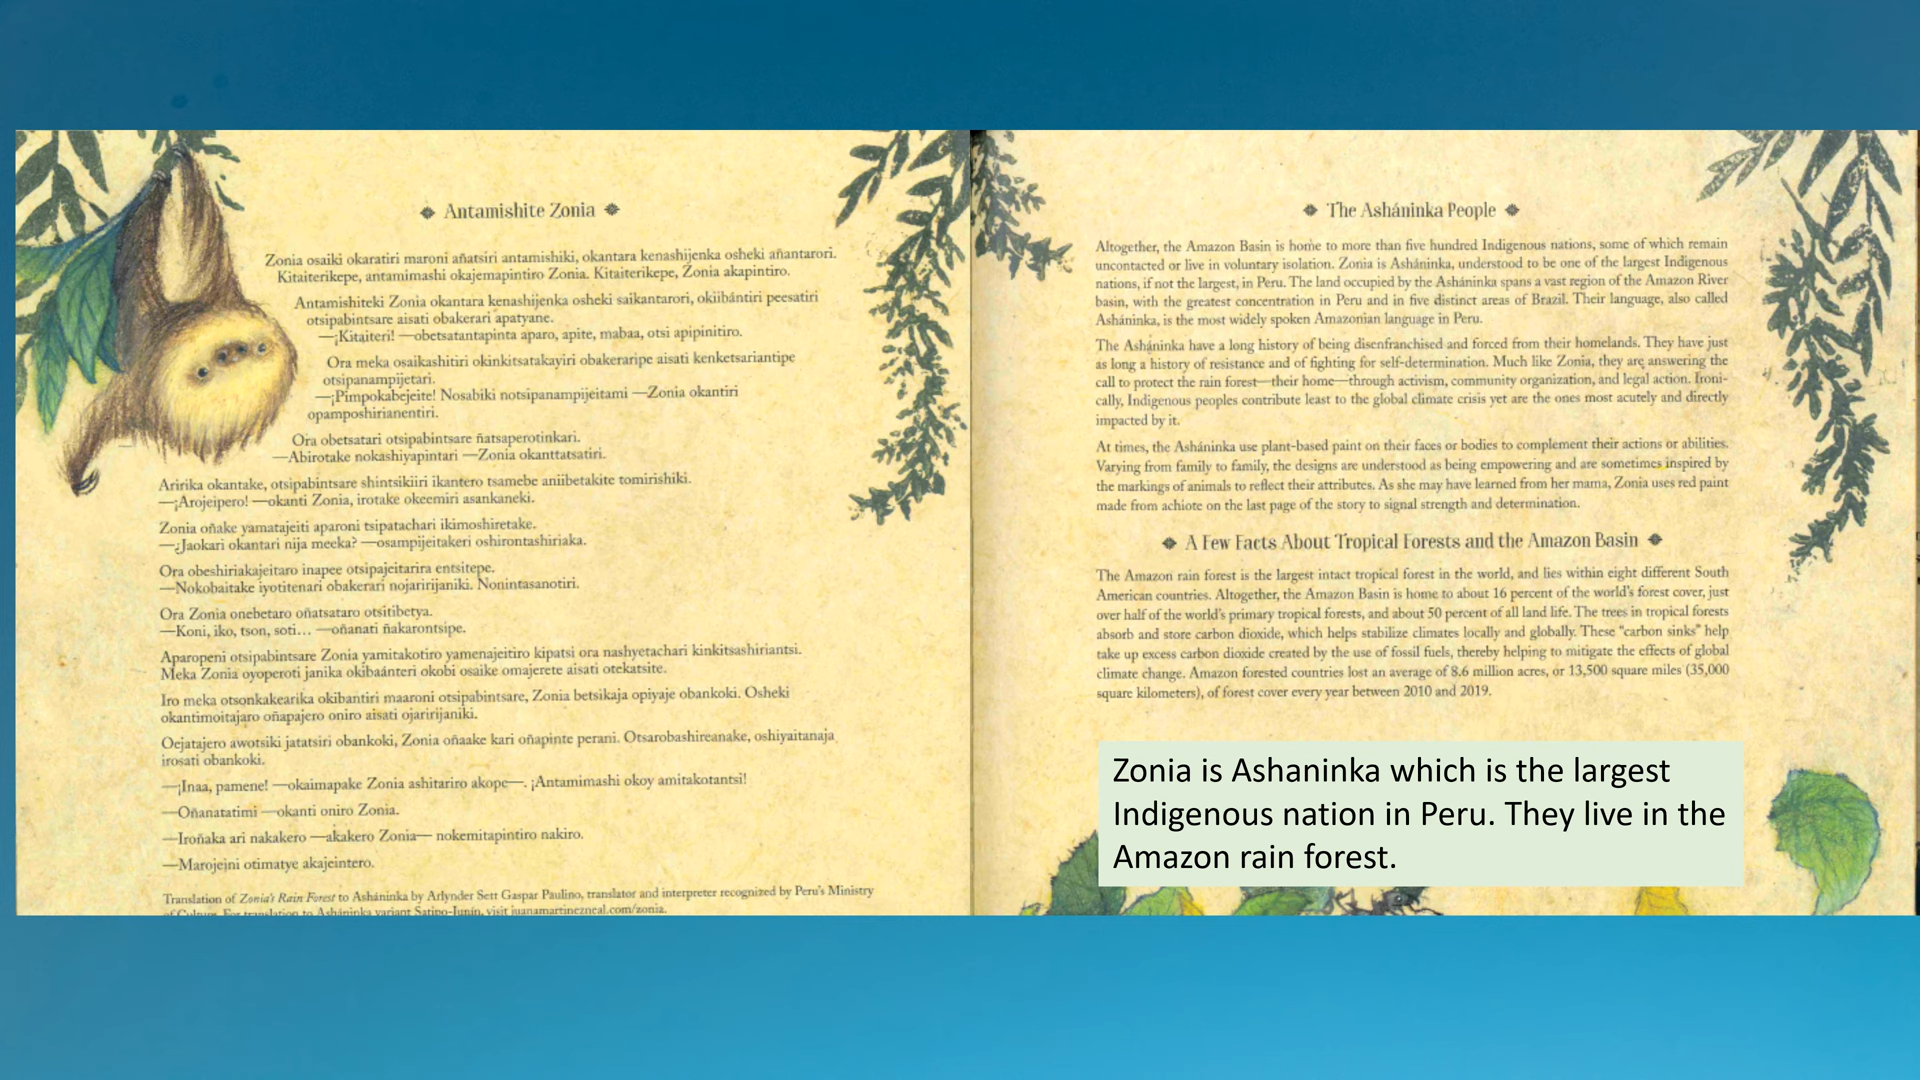 Antamishite Zonia
Zonia osaiki okaratiri maroni añatsiri antamishiki, okantara kenashijenka osheki añantarori.
Kitaiterikepe, antamimashi okajemapintiro Zonia. Kitaiterikepe, Zonia akapintiro.
Antamishiteki Zonia okantara kenashijenka osheki saikantarori, okiibántiri peesatiri
otsipabintsare aisati obakerari apatyane.
—¡Kitaiteri! —obetsatantapinta aparo, apite, mabaa, otsi apipinitiro.
Ora meka osaikashitiri okinkitsatakayiri obakeraripe aisati kenketsariantipe
otsipanampijetari.
—¡Pimpokabejeite! Nosabiki notsipanampijeitami —Zonia okantiri
opamposhirianentiri.
Ora obetsatari otsipabintsare ñatsaperotinkari.
—Abirotake nokashiyapintari —Zonia okanttatsatiri.
Aririka okantake, otsipabintsare shintsikiiri ikantero tsamebe aniibetakite tomirishiki.
—¡Arojeipero! —okanti Zonia, irotake okeemiri asankaneki.
Zonia oñake yamatajeiti aparoni tsipatachari ikimoshiretake.
—¿Jaokari okantari nija meeka? —osampijeitakeri oshirontashiriaka.
Ora obeshiriakajeitaro inapee otsipajeitarira entsitepe.
—Nokobaitake iyotitenari obakerari nojaririjaniki. Nonintasanotiri.
Ora Zonia onebetaro oñatsataro otsitibetya.
—Koni, iko, tson, soti… —oñanati ñakarontsipe.
Aparopeni otsipabintsare Zonia yamitakotiro yamenajeitiro kipatsi ora nashyetachari kinkitsashiriantsi.
Meka Zonia oyoperoti janika okibaánteri okobi osaike omajerete aisati otekatsite.
Iro meka otsonkakearika okibantiri maaroni otsipabintsare, Zonia betsikaja opiyaje obankoki. Osheki
okantimoitajaro oñapajero oniro aisati ojaririjaniki.
Oejatajero awotsiki jatatsiri obankoki, Zonia oñaake kari oñapinte perani. Otsarobashireanake, oshiyaitanaja
irosati obankoki.
—¡Inaa, pamene! —okaimapake Zonia ashitariro akope—. ¡Antamimashi okoy amitakotantsi!
—Oñanatatimi —okanti oniro Zonia.
—Iroñaka ari nakakero —akakero Zonia— nokemitapintiro nakiro.
—Marojejni otimatye akajeintero.
Translation of Zonia's Rain Forest to Asháninka by Arlynder Sett Gaspar Paulino, translator and interpreter recognized by Peru's Ministry
of Culture. For translation to Asháninka variant Satipo-Junín, visit juanamartinezneal.com/zonia.
The Asháninka People
Altogether, the Amazon Basin is home to more than five hundred Indigenous nations, some of which remain
uncontacted or live in voluntary isolation. Zonia is Asháninka, understood to be one of the largest Indigenous
nations, if not the largest, in Peru. The land occupied by the Asháninka spans a vast region of the Amazon River
basin, with the greatest concentration in Peru and in five distinct areas of Brazil. Their language, also called
Asháninka, is the most widely spoken Amazonian language in Peru.
The Asháninka have a long history of being disenfranchised and forced from their homelands. They have just
as long a history of resistance and of fighting for self-determination. Much like Zonia, they are answering the
call to protect the rain forest—their home—through activism, community organization, and legal action. Ironi-
cally, Indigenous peoples contribute least to the global climate crisis yet are the ones most acutely and directly
impacted by it.
At times, the Asháninka use plant-based paint on their faces or bodies to complement their actions or abilities.
Varying from family to family, the designs are understood as being empowering and are sometimes inspired by
the markings of animals to reflect their attributes. As she may have learned from her mama, Zonia uses red paint
made from achiote on the last page of the story to signal strength and determination.
A Few Facts About Tropical Forests and the Amazon Basin
The Amazon rain forest is the largest intact tropical forest in the world, and lies within eight different South
American countries. Altogether, the Amazon Basin is home to about 16 percent of the world's forest cover, just
over half of the world's primary tropical forests, and about 50 percent of all land life. The trees in tropical forests
absorb and store carbon dioxide, which helps stabilize climates locally and globally. These "carbon sinks" help
take up excess carbon dioxide created by the use of fossil fuels, thereby helping to mitigate the effects of global
climate change. Amazon forested countries lost an average of 8.6 million acres, or 13,500 square miles (35,000
square kilometers), of forest cover every year between 2010 and 2019.
Zonia is Ashaninka which is the largest
Indigenous nation in Peru. They live in the
Amazon rain forest.